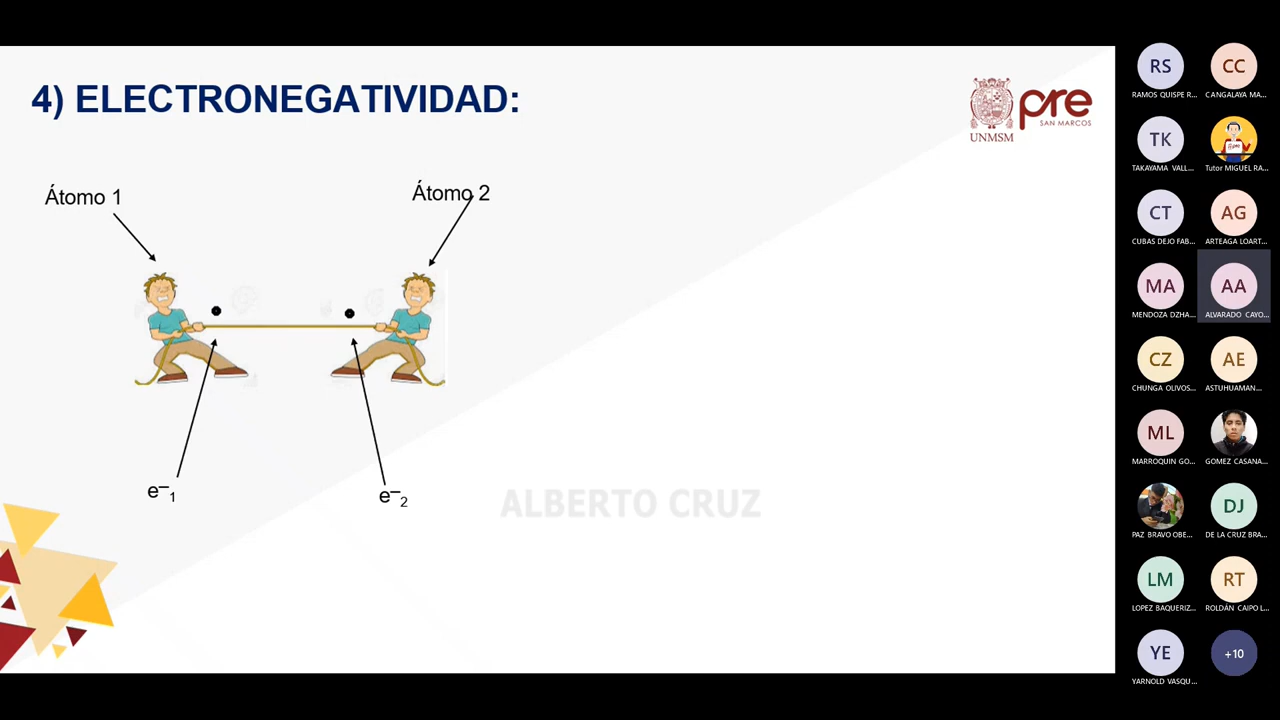 4) ELECTRONEGATIVIDAD:
UNMSM
pre
SAN MARCOS
Átomo 1
Átomo 2
e–1
e–2
ALBERTO CRUZ
RS
RAMOS QUISPE R...
CC
CANGALAYA MA...
TK
TAKAYAMA VALL...
Tutor MIGUEL RA...
CT
CUBAS DEJO FAB...
AG
ARTEAGA LOART...
MA
MENDOZA DZHA...
AA
ALVARADO CAYO...
CZ
CHUNGA OLIVOS...
AE
ASTUHUAMAN...
ML
MARROQUIN GO...
GOMEZ CASANA...
PAZ BRAVO OBE...
DJ
DE LA CRUZ BRA...
LM
LOPEZ BAQUERIZ...
RT
ROLDÁN CAIPO L...
YE
YARNOLD VASQU...
+10